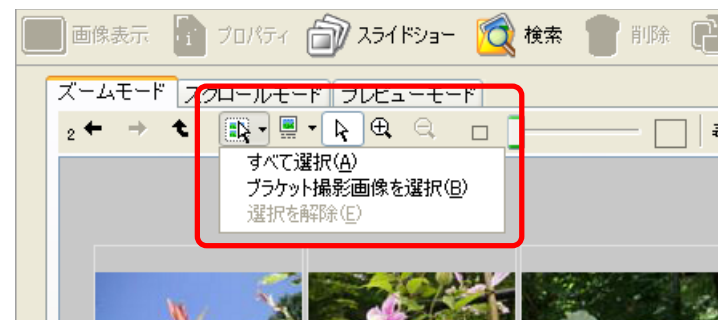 画像表示 プロパティ スライドショー 検索 削除
ズームモード スクロールモード プレビューモード
2
すべて選択(A)
ブラケット撮影画像を選択(B)
選択を解除(E)